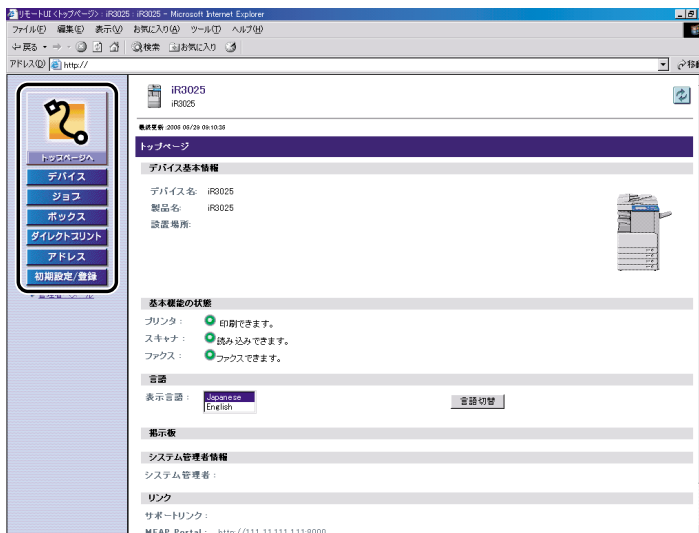 リモートUI <トップページ> : iR3025 : iR3025 - Microsoft Internet Explorer
ファイル(F) 編集(E) 表示(V) お気に入り(A) ツール(T) ヘルプ(H)
戻る 検索 お気に入り
アドレス(D) http:// 移動
iR3025
iR3025
最終更新 :2006 06/29 09:10:35
トップページへ
デバイス
ジョブ
ボックス
ダイレクトプリント
アドレス
初期設定/登録
トップページ
デバイス基本情報
デバイス名: iR3025
製品名: iR3025
設置場所:
基本機能の状態
プリンタ : 印刷できます。
スキャナ : 読み込みできます。
ファクス : ファクスできます。
言語
表示言語 : Japanese
English
言語切替
掲示板
システム管理者情報
システム管理者 :
リンク
サポートリンク :
MEAP Portal : http://111.11.111.111:8000